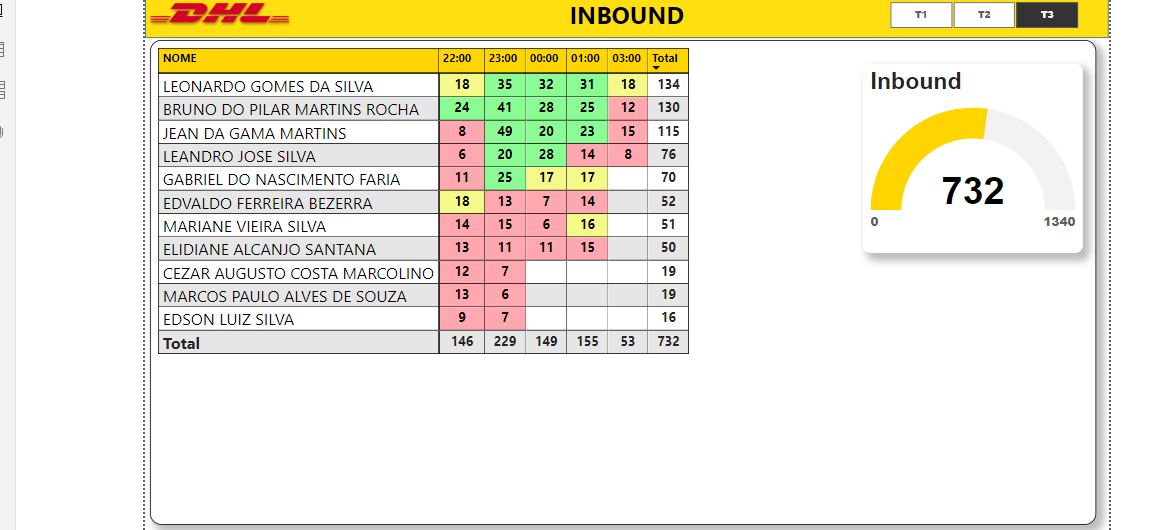 DHL
INBOUND
T1 T2 T3
NOME 22:00 23:00 00:00 01:00 03:00 Total
LEONARDO GOMES DA SILVA 18 35 32 31 18 134
BRUNO DO PILAR MARTINS ROCHA 24 41 28 25 12 130
JEAN DA GAMA MARTINS 8 49 20 23 15 115
LEANDRO JOSE SILVA 6 20 28 14 8 76
GABRIEL DO NASCIMENTO FARIA 11 25 17 17 70
EDVALDO FERREIRA BEZERRA 18 13 7 14 52
MARIANE VIEIRA SILVA 14 15 6 16 51
ELIDIANE ALCANJO SANTANA 13 11 11 15 50
CEZAR AUGUSTO COSTA MARCOLINO 12 7 19
MARCOS PAULO ALVES DE SOUZA 13 6 19
EDSON LUIZ SILVA 9 7 16
Total 146 229 149 155 53 732
Inbound
732
0 1340